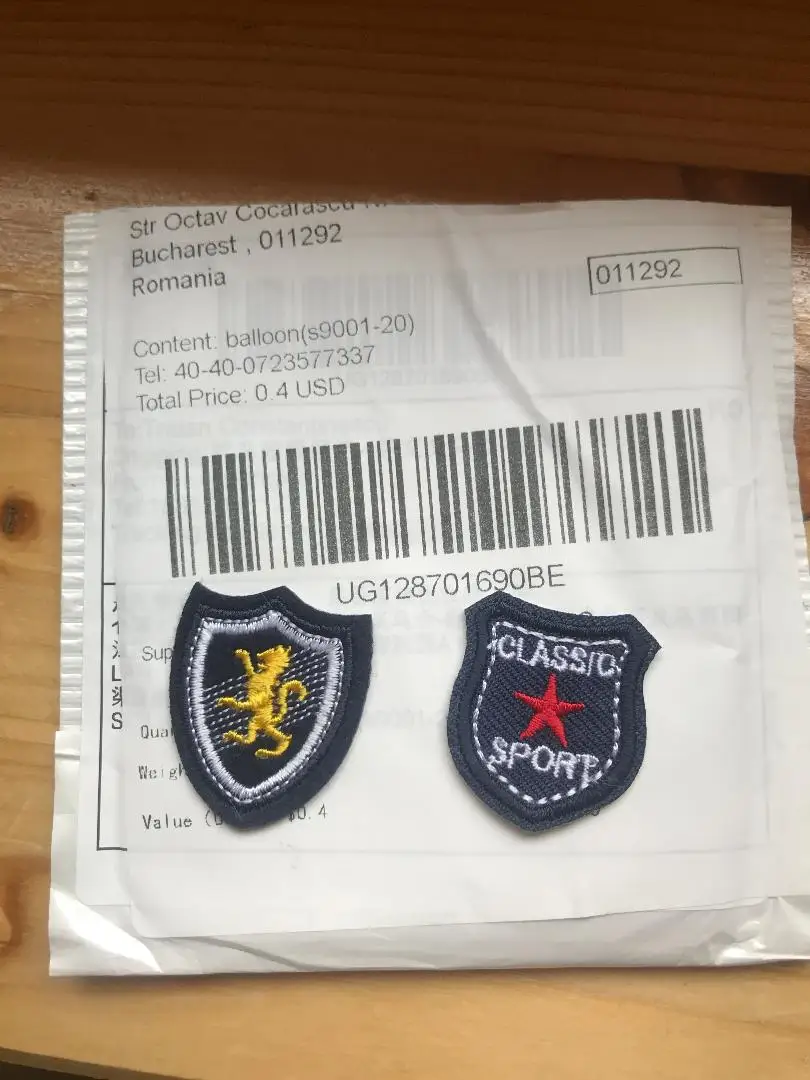 Str Octav Cocarascu
Bucharest , 011292
Romania
011292
Content: balloon(s9001-20)
Tel: 40-40-0723577337
Total Price: 0.4 USD
UG128701690BE
CLASSIC
SPORT
Value $0.4